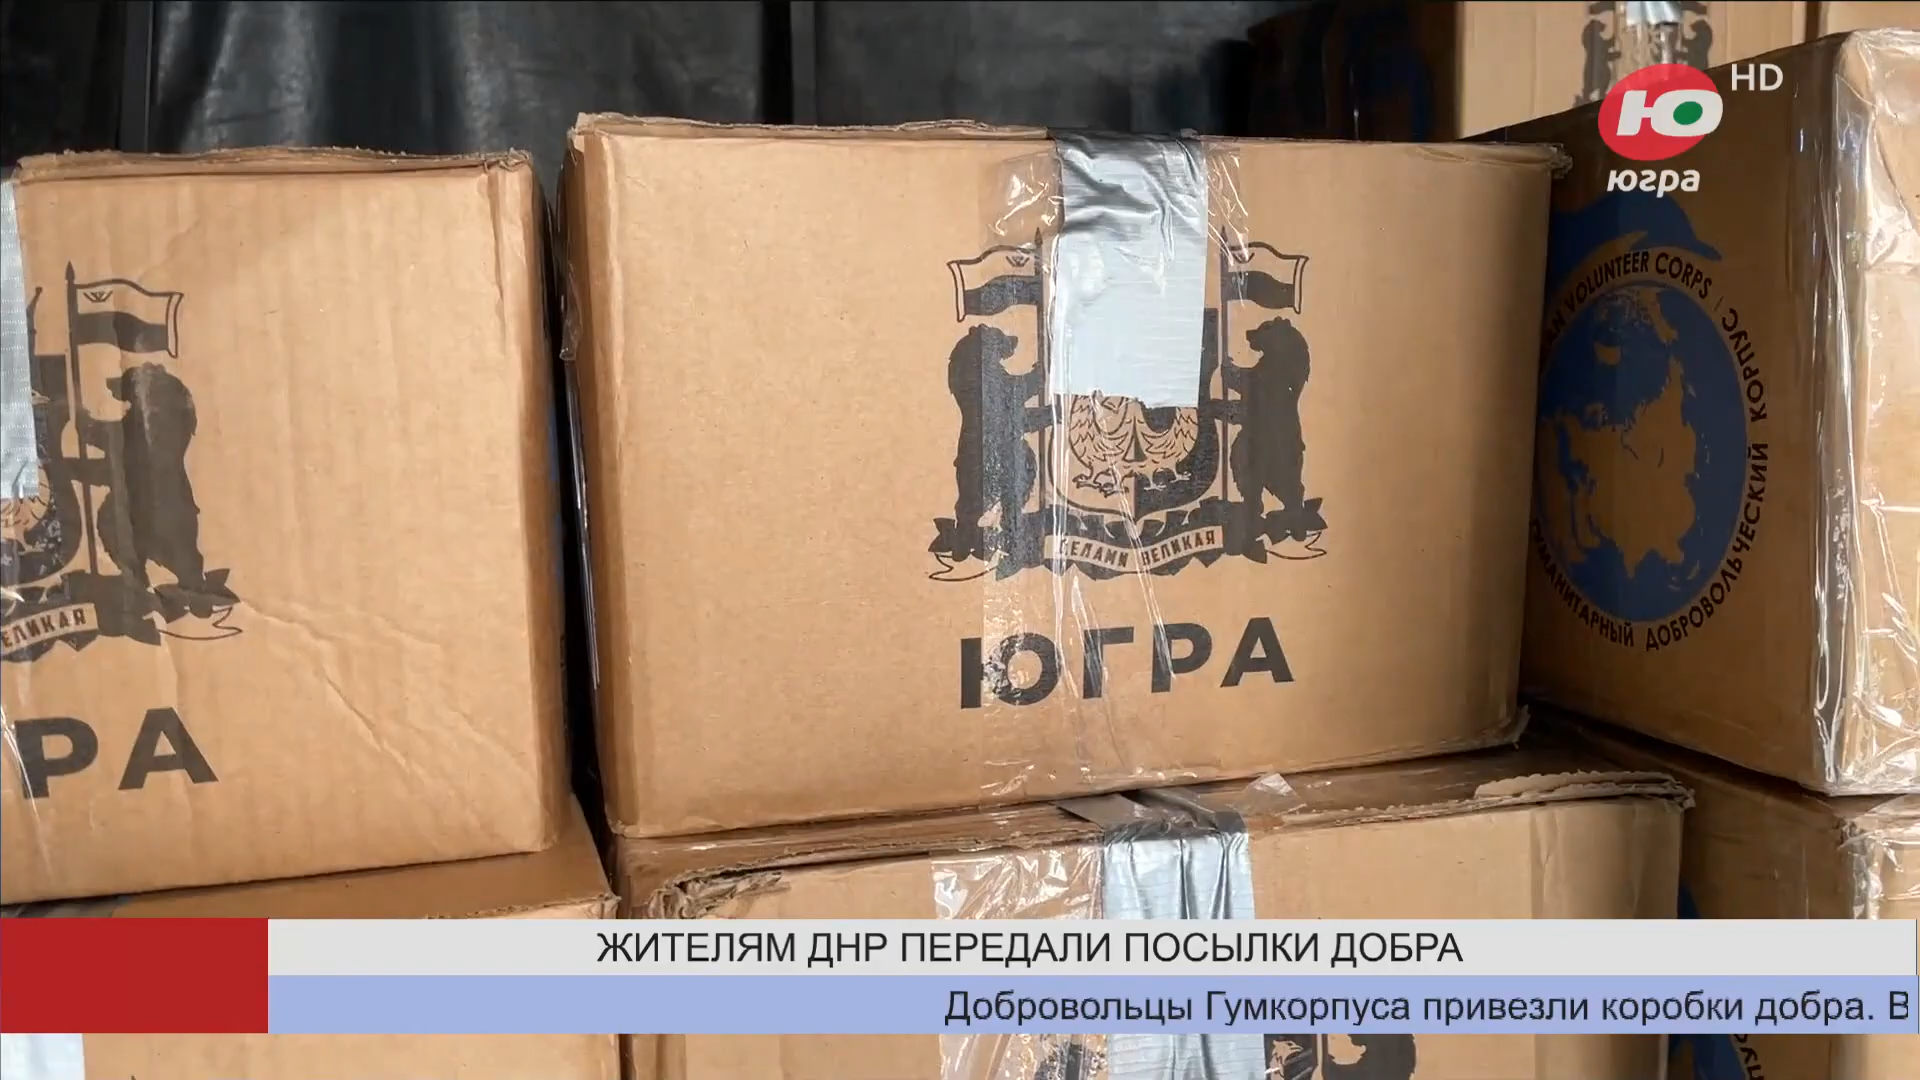 HD
югра
VOLUNTEER CORPS |
ГУМАНИТАРНЫЙ ДОБРОВОЛЬЧЕСКИЙ КОРПУС
ДЕЛАМИ ВЕЛИКАЯ
ЮГРА
ЕЛИКАЯ
РА
ЖИТЕЛЯМ ДНР ПЕРЕДАЛИ ПОСЫЛКИ ДОБРА
Добровольцы Гумкорпуса привезли коробки добра. В